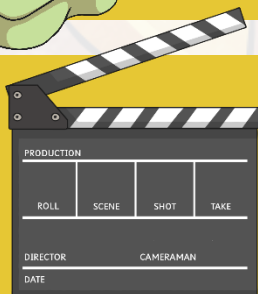 PRODUCTION
ROLL SCENE SHOT TAKE
DIRECTOR CAMERAMAN
DATE